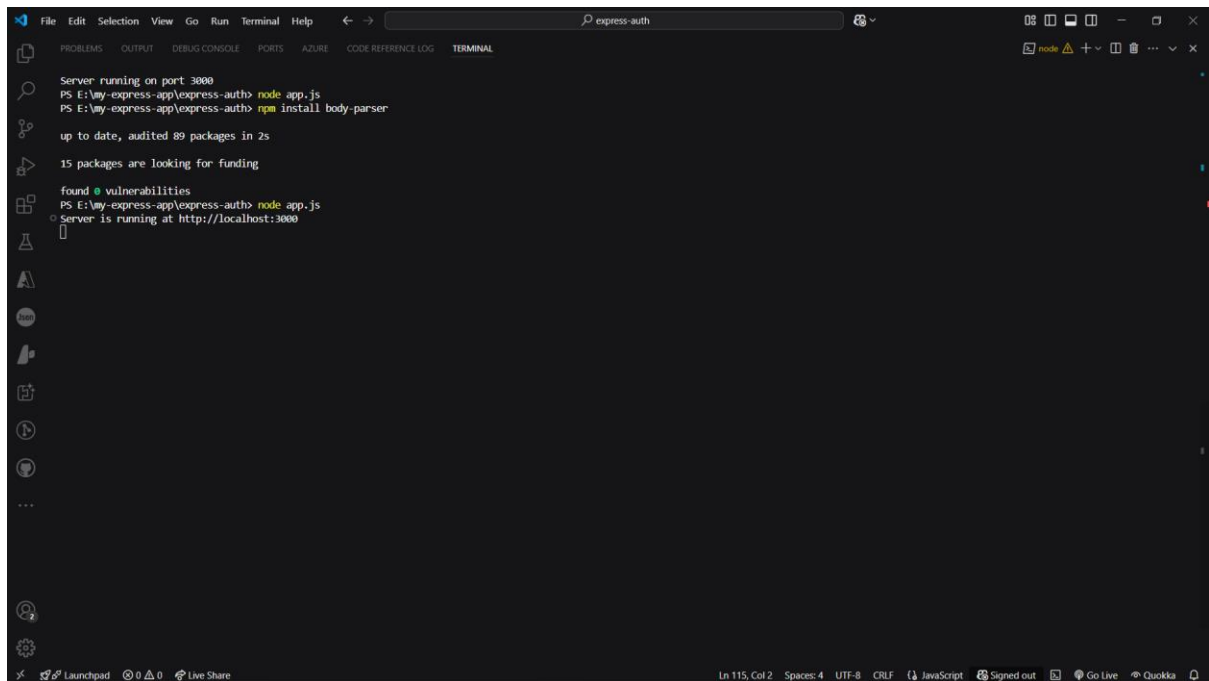 File Edit Selection View Go Run Terminal Help express-auth
PROBLEMS OUTPUT DEBUG CONSOLE PORTS AZURE CODE REFERENCE LOG TERMINAL node
Server running on port 3000
PS E:\my-express-app\express-auth> node app.js
PS E:\my-express-app\express-auth> npm install body-parser
up to date, audited 89 packages in 2s
15 packages are looking for funding
found 0 vulnerabilities
PS E:\my-express-app\express-auth> node app.js
Server is running at http://localhost:3000
Json
2
Launchpad 0 0 Live Share Ln 115, Col 2 Spaces: 4 UTF-8 CRLF JavaScript Signed out Go Live Quokka